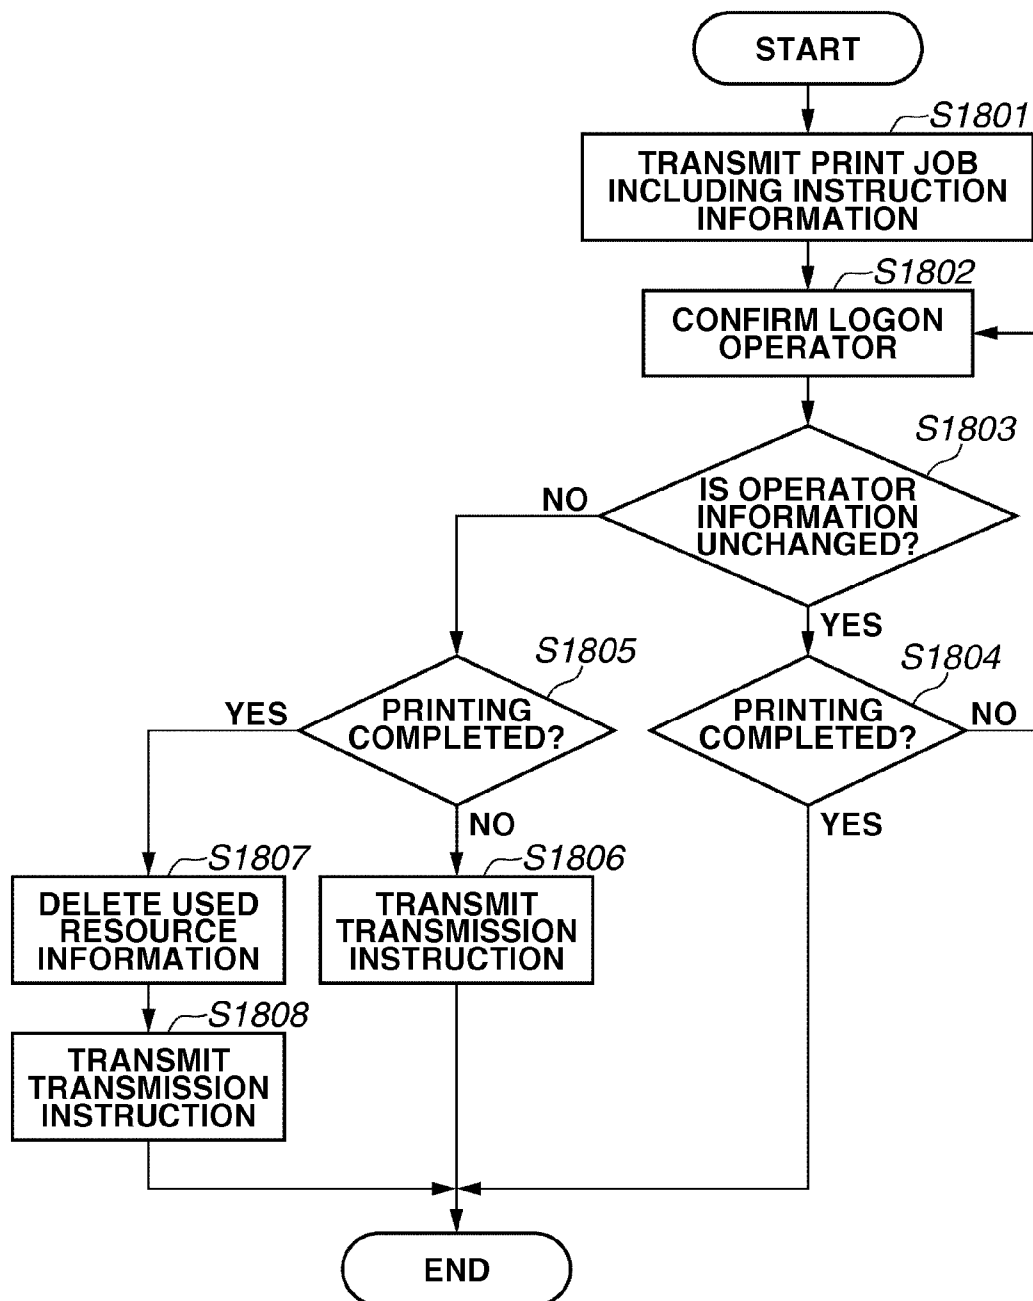 START
S1801
TRANSMIT PRINT JOB
INCLUDING INSTRUCTION
INFORMATION
S1802
CONFIRM LOGON
OPERATOR
S1803
IS OPERATOR
INFORMATION
UNCHANGED?
NO
YES
S1805
PRINTING
COMPLETED?
YES
NO
S1804
PRINTING
COMPLETED?
NO
YES
S1807
DELETE USED
RESOURCE
INFORMATION
S1806
TRANSMIT
TRANSMISSION
INSTRUCTION
S1808
TRANSMIT
TRANSMISSION
INSTRUCTION
END